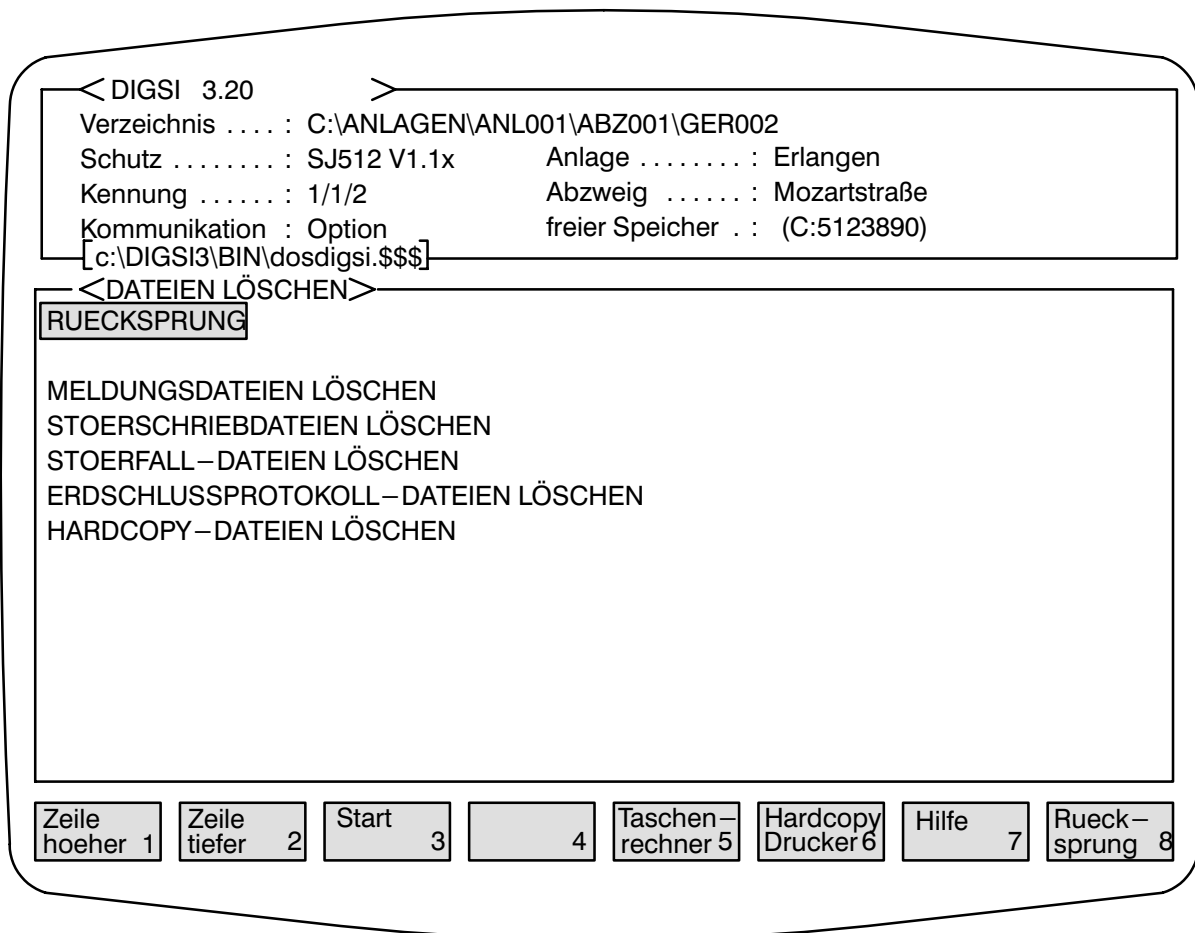 DIGSI 3.20
Verzeichnis . . . . : C:\ANLAGEN\ANL001\ABZ001\GER002
Schutz . . . . . . . . : SJ512 V1.1x Anlage . . . . . . . . : Erlangen
Kennung . . . . . . : 1/1/2 Abzweig . . . . . . : Mozartstraße
Kommunikation : Option freier Speicher . : (C:5123890)
[c:\DIGSI3\BIN\dosdigsi.$$$]
<DATEIEN LÖSCHEN>
RUECKSPRUNG
MELDUNGSDATEIEN LÖSCHEN
STOERSCHRIEBDATEIEN LÖSCHEN
STOERFALL–DATEIEN LÖSCHEN
ERDSCHLUSSPROTOKOLL–DATEIEN LÖSCHEN
HARDCOPY–DATEIEN LÖSCHEN
Zeile
hoeher 1
Zeile
tiefer 2
Start
3
4
Taschen–
rechner 5
Hardcopy
Drucker 6
Hilfe
7
Rueck–
sprung 8